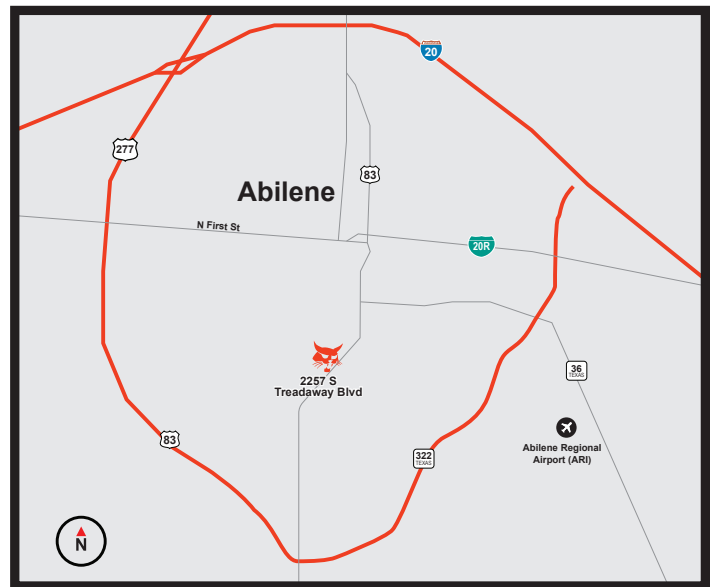 20
277
83
Abilene
N First St
20R
2257 S
Treadaway Blvd
36
TEXAS
83
322
TEXAS
Abilene Regional
Airport (ARI)
N